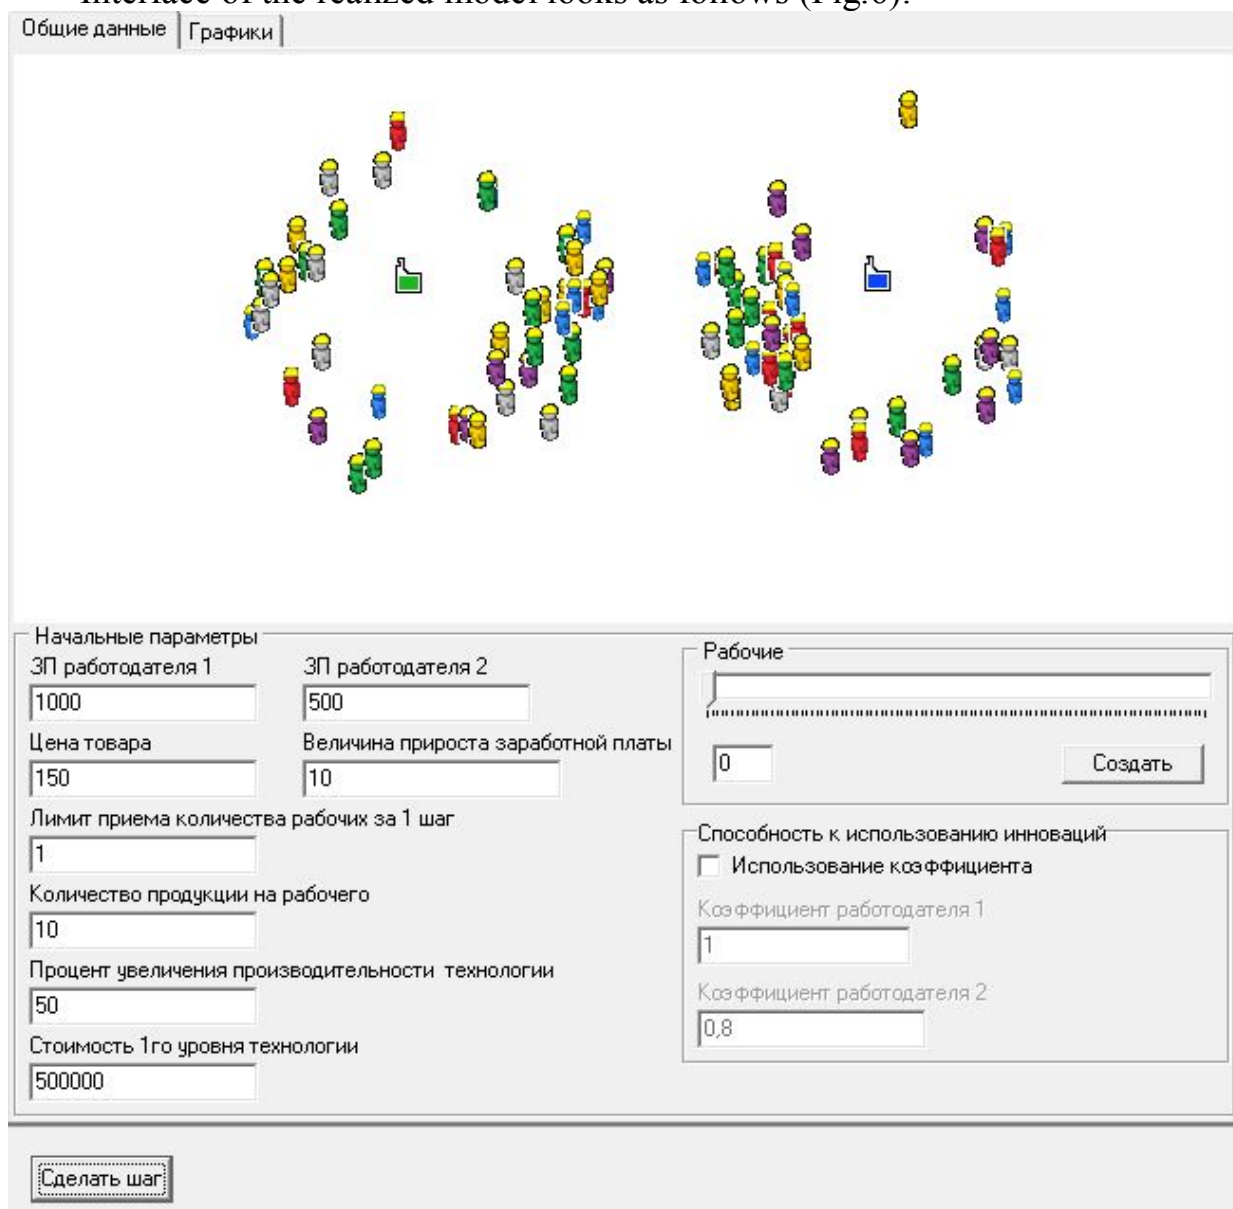 Interface of the realized model looks as follows (Fig.6):
Общие данные Графики
Начальные параметры
ЗП работодателя 1 ЗП работодателя 2
1000 500
Цена товара Величина прироста заработной платы
150 10
Лимит приема количества рабочих за 1 шаг
1
Количество продукции на рабочего
10
Процент увеличения производительности технологии
50
Стоимость 1го уровня технологии
500000
Рабочие
0 Создать
Способность к использованию инноваций
Использование коэффициента
Коэффициент работодателя 1
1
Коэффициент работодателя 2
0,8
Сделать шаг